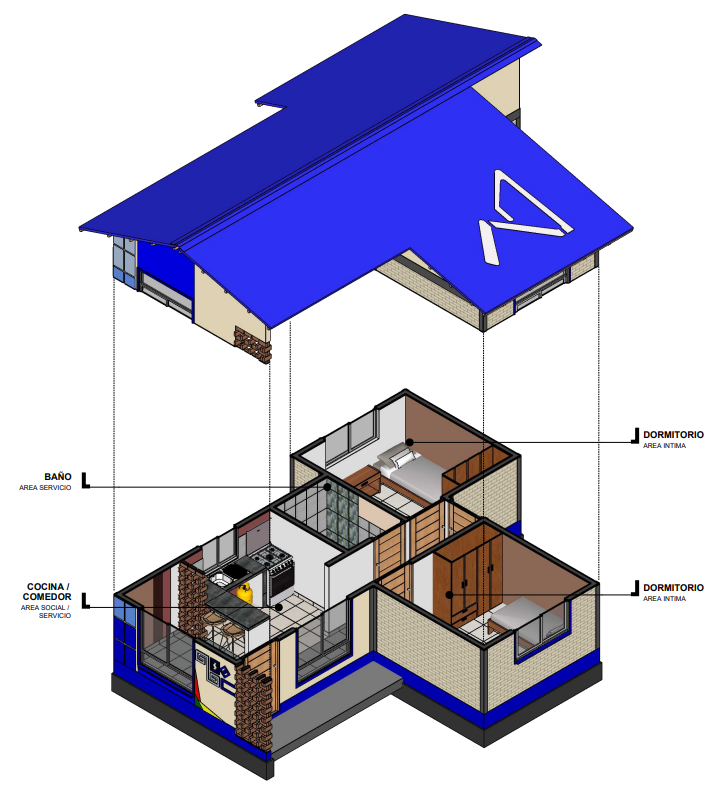 DORMITORIO
AREA INTIMA
BAÑO
AREA SERVICIO
COCINA /
COMEDOR
AREA SOCIAL /
SERVICIO
DORMITORIO
AREA INTIMA